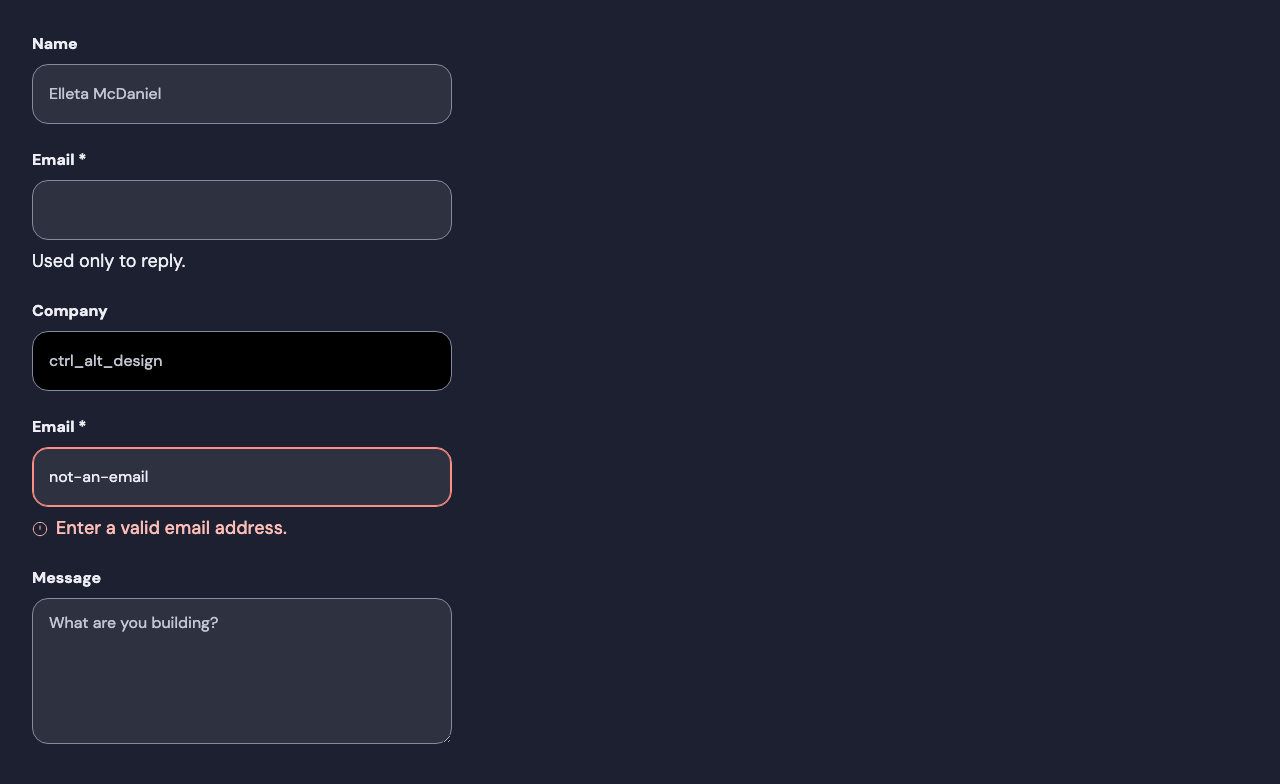 Name
Elleta McDaniel
Email *
Used only to reply.
Company
ctrl_alt_design
Email *
not-an-email
Enter a valid email address.
Message
What are you building?